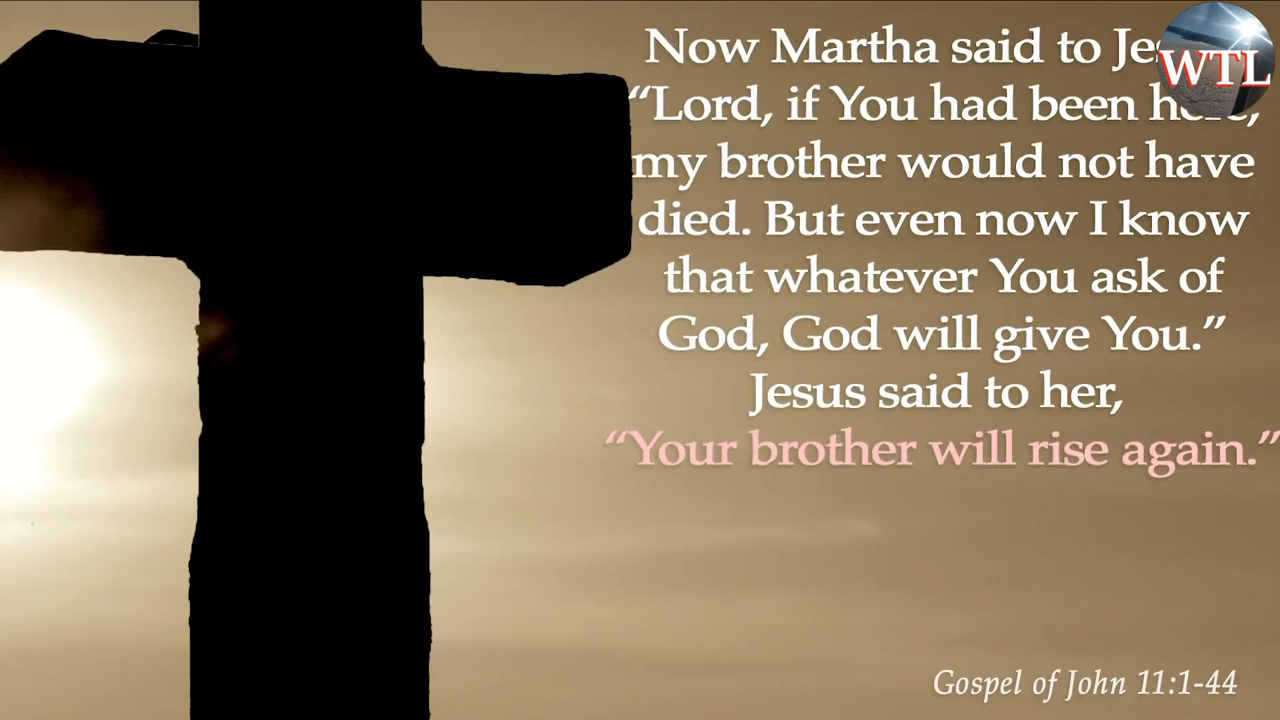 Now Martha said to
WTL
“Lord, if You had been
my brother would not have
died. But even now I know
that whatever You ask of
God, God will give You.”
Jesus said to her,
“Your brother will rise again.”
Gospel of John 11:1-44